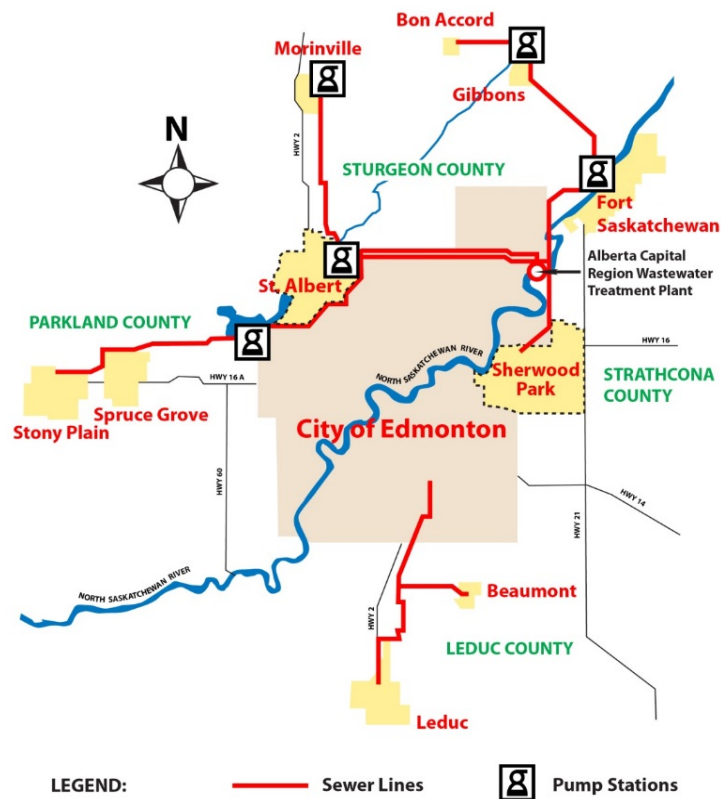 Bon Accord
Morinville
Gibbons
N
HWY 2
STURGEON COUNTY
Fort
Saskatchewan
Alberta Capital
Region Wastewater
Treatment Plant
St. Albert
PARKLAND COUNTY
NORTH SASKATCHEWAN RIVER
HWY 16
Sherwood
Park
STRATHCONA
COUNTY
HWY 16 A
Spruce Grove
Stony Plain
City of Edmonton
HWY 60
HWY 14
HWY 21
NORTH SASKATCHEWAN RIVER
HWY 2
Beaumont
LEDUC COUNTY
Leduc
LEGEND:
Sewer Lines
Pump Stations